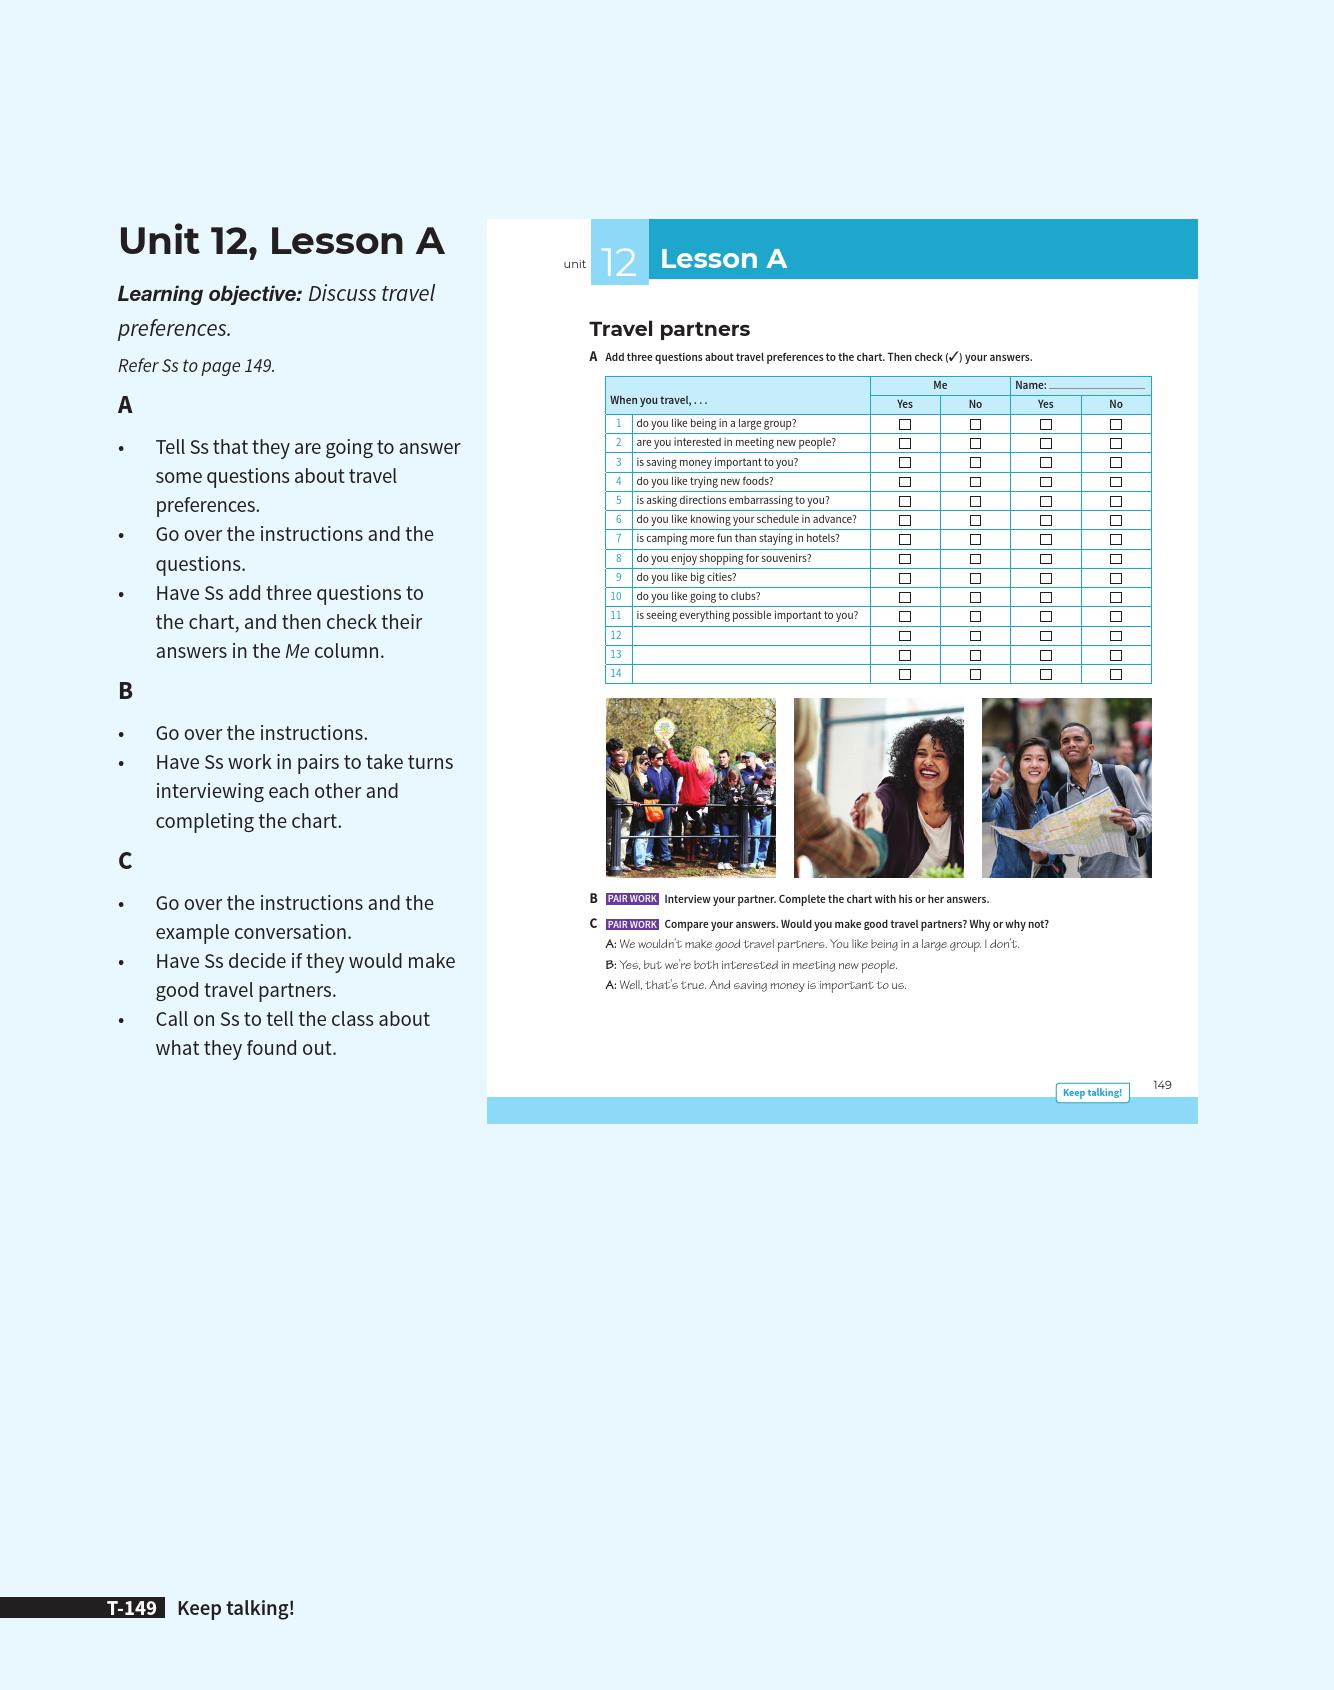 Unit 12, Lesson A
Learning objective: Discuss travel
preferences.
Refer Ss to page 149.
A
• Tell Ss that they are going to answer
some questions about travel
preferences.
• Go over the instructions and the
questions.
• Have Ss add three questions to
the chart, and then check their
answers in the Me column.
B
• Go over the instructions.
• Have Ss work in pairs to take turns
interviewing each other and
completing the chart.
C
• Go over the instructions and the
example conversation.
• Have Ss decide if they would make
good travel partners.
• Call on Ss to tell the class about
what they found out.
unit 12 Lesson A
Travel partners
A Add three questions about travel preferences to the chart. Then check (✓) your answers.
When you travel, . . .
Me Name:
Yes No Yes No
1 do you like being in a large group?
2 are you interested in meeting new people?
3 is saving money important to you?
4 do you like trying new foods?
5 is asking directions embarrassing to you?
6 do you like knowing your schedule in advance?
7 is camping more fun than staying in hotels?
8 do you enjoy shopping for souvenirs?
9 do you like big cities?
10 do you like going to clubs?
11 is seeing everything possible important to you?
12
13
14
B PAIR WORK Interview your partner. Complete the chart with his or her answers.
C PAIR WORK Compare your answers. Would you make good travel partners? Why or why not?
A: We wouldn't make good travel partners. You like being in a large group. I don't.
B: Yes, but we're both interested in meeting new people.
A: Well, that's true. And saving money is important to us.
Keep talking! 149
T-149 Keep talking!